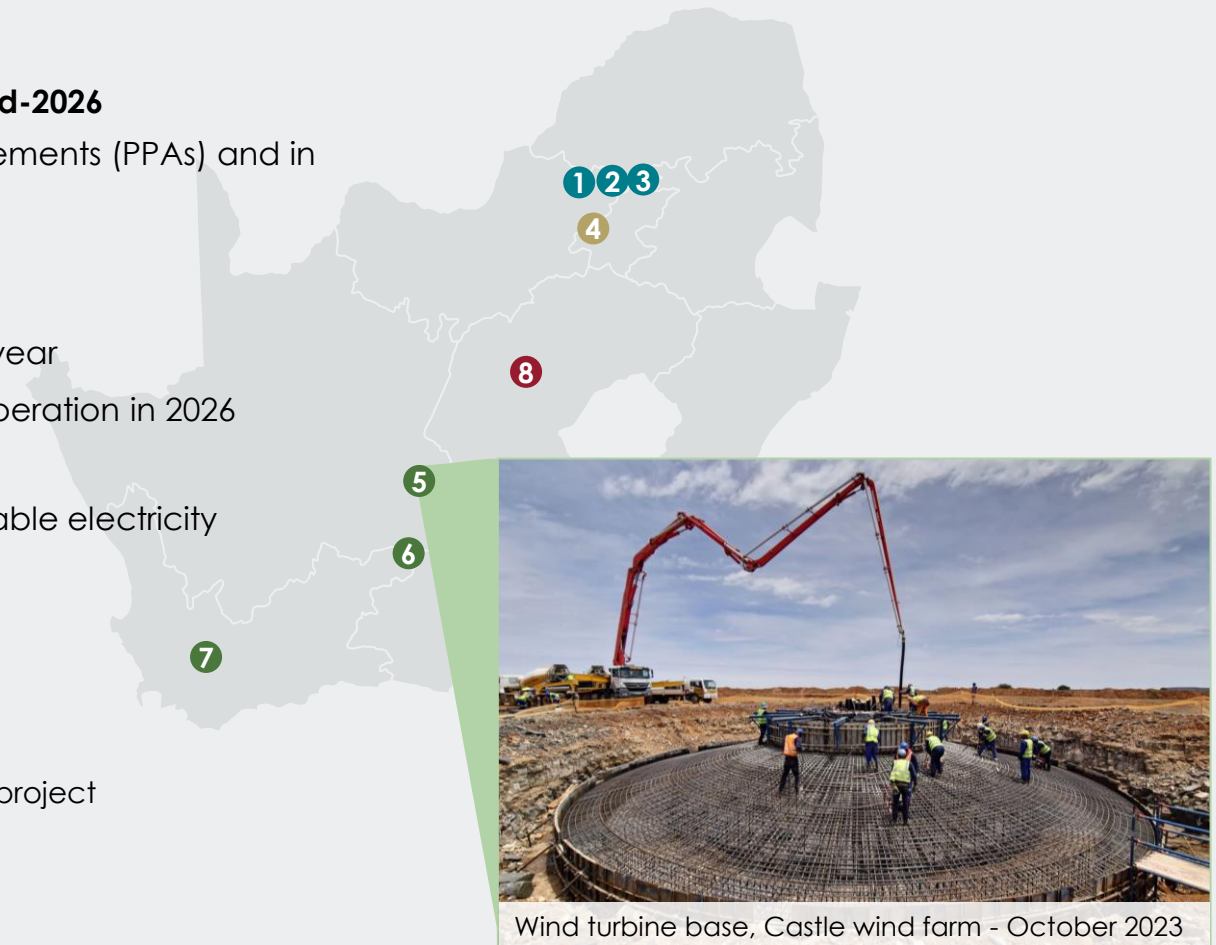 d-2026
ements (PPAs) and in
1 2 3
4
year
8
peration in 2026
5
able electricity
6
7
project
Wind turbine base, Castle wind farm - October 2023